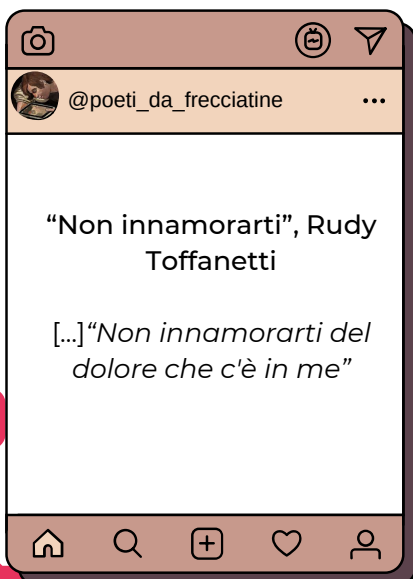 @poeti_da_frecciatine
“Non innamorarti”, Rudy
Toffanetti
[...]“Non innamorarti del
dolore che c'è in me”